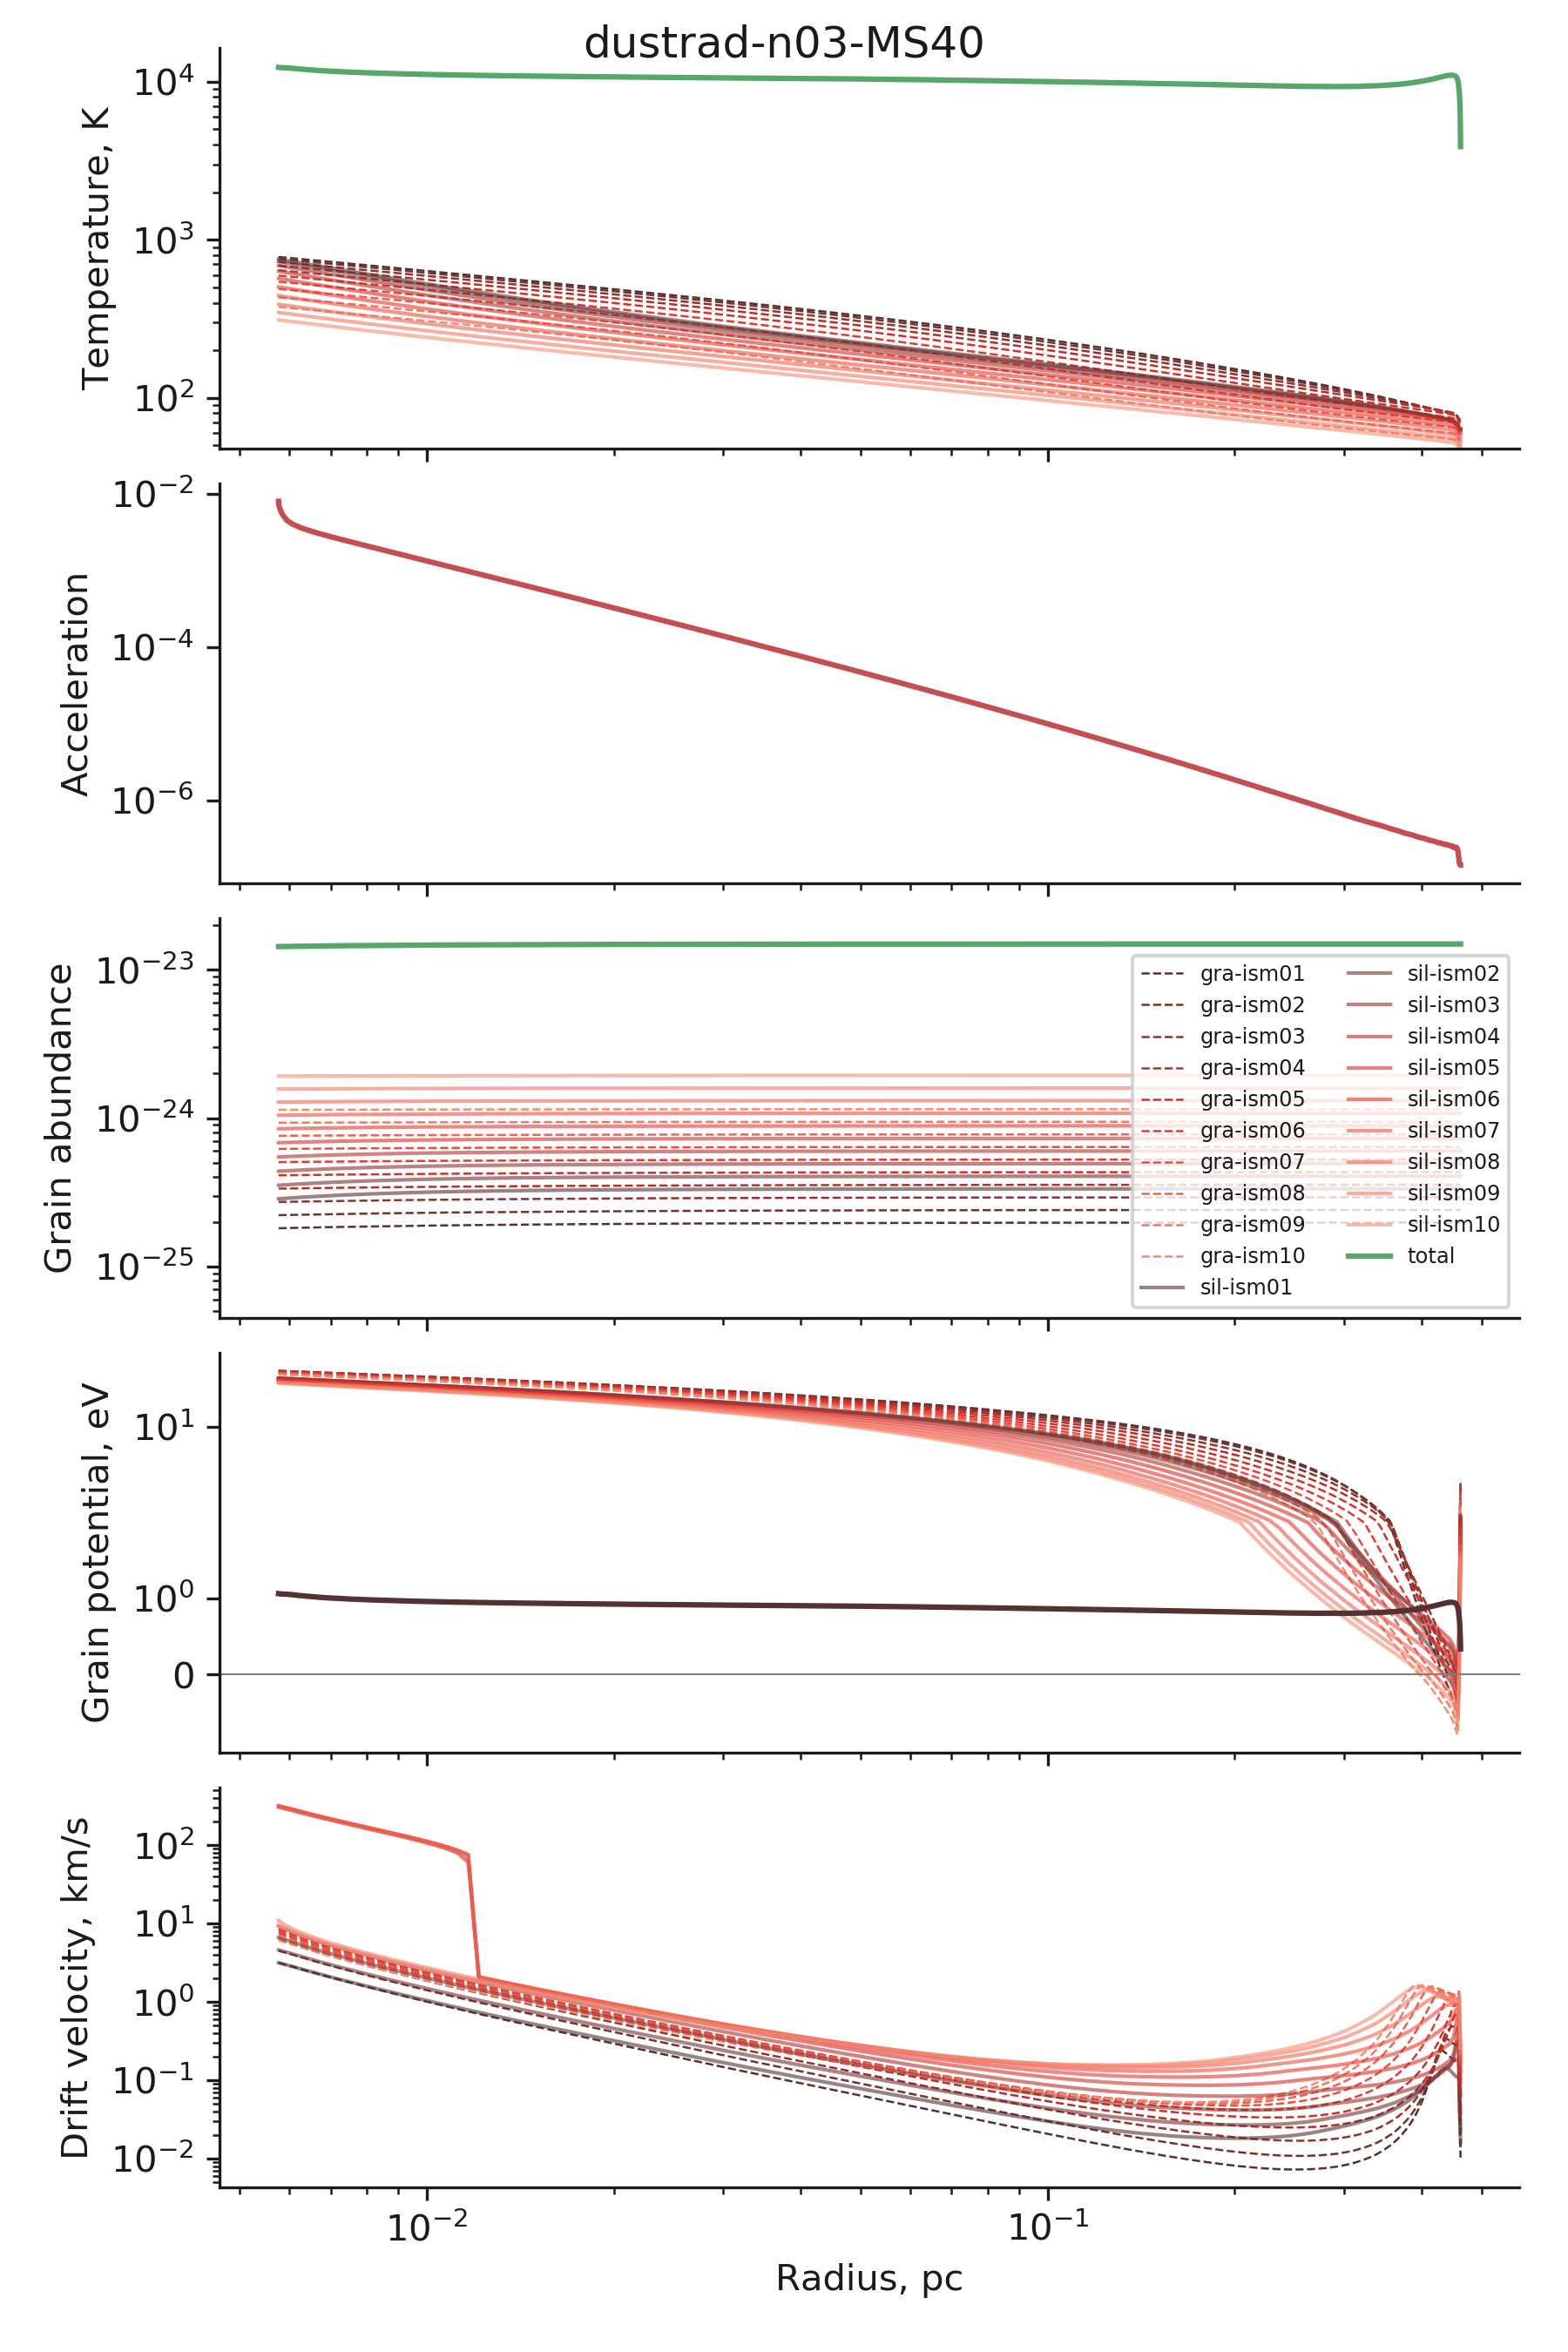 dustrad-n03-MS40
Temperature, K
10⁴
10³
10²
Acceleration
10⁻²
10⁻⁴
10⁻⁶
Grain abundance
10⁻²³
10⁻²⁴
10⁻²⁵
gra-ism01
gra-ism02
gra-ism03
gra-ism04
gra-ism05
gra-ism06
gra-ism07
gra-ism08
gra-ism09
gra-ism10
sil-ism01
sil-ism02
sil-ism03
sil-ism04
sil-ism05
sil-ism06
sil-ism07
sil-ism08
sil-ism09
sil-ism10
total
Grain potential, eV
10¹
10⁰
0
Drift velocity, km/s
10²
10¹
10⁰
10⁻¹
10⁻²
10⁻² 10⁻¹
Radius, pc